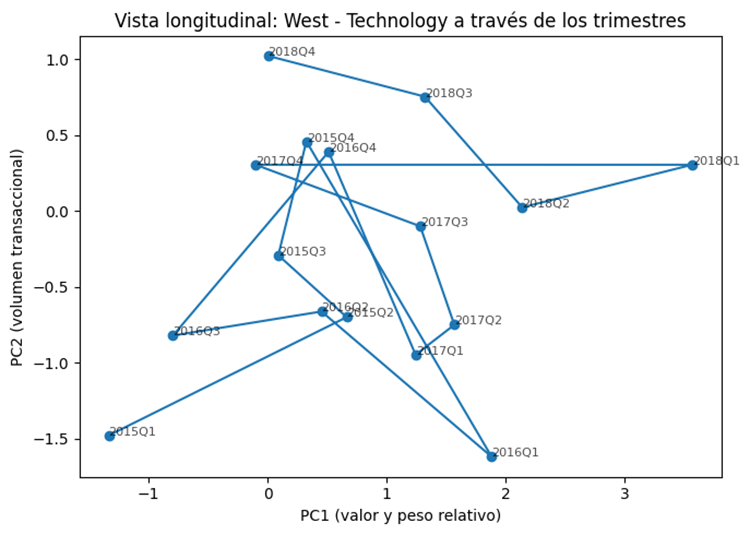 Vista longitudinal: West - Technology a través de los trimestres
PC2 (volumen transaccional)
1.0
0.5
0.0
−0.5
−1.0
−1.5
2018Q4
2018Q3
2015Q4
2016Q4
2017Q4
2018Q1
2018Q2
2017Q3
2015Q3
2016Q2
2015Q2
2017Q2
2016Q3
2017Q1
2015Q1
2016Q1
−1
0
1
2
3
PC1 (valor y peso relativo)